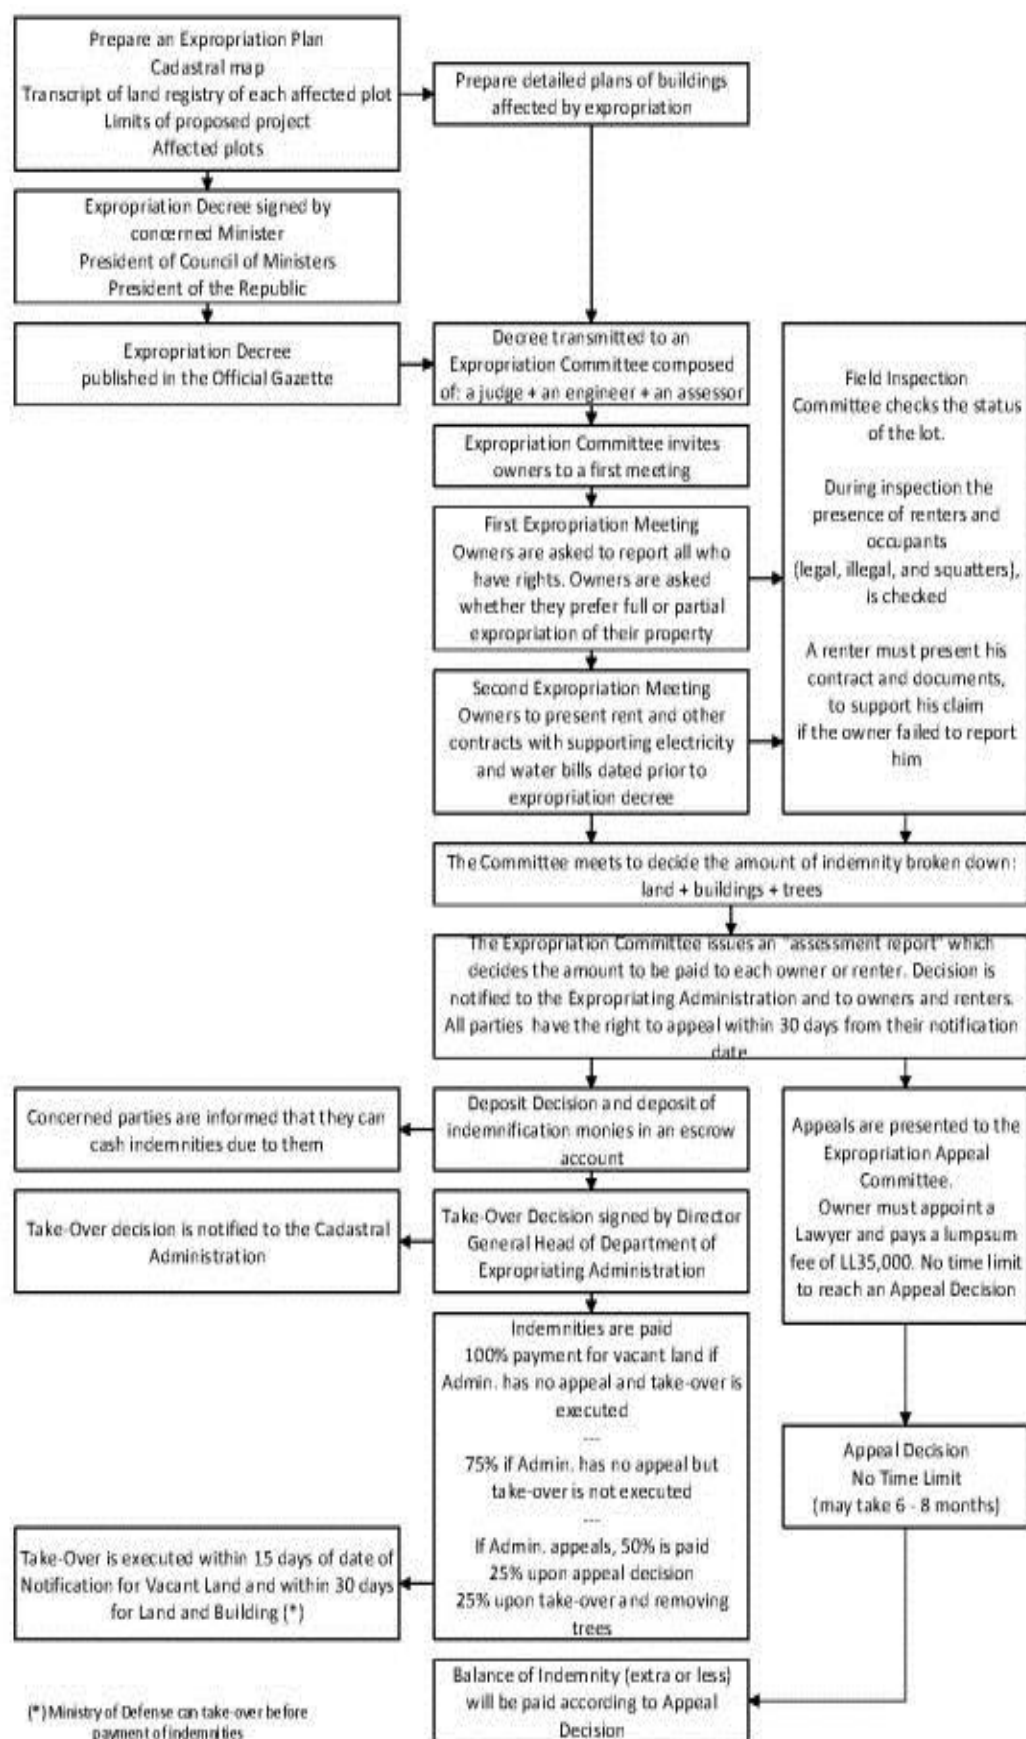 Prepare an Expropriation Plan
Cadastral map
Transcript of land registry of each affected plot
Limits of proposed project
Affected plots
Prepare detailed plans of buildings
affected by expropriation
Expropriation Decree signed by
concerned Minister
President of Council of Ministers
President of the Republic
Expropriation Decree
published in the Official Gazette
Decree transmitted to an
Expropriation Committee composed
of: a judge + an engineer + an assessor
Expropriation Committee invites
owners to a first meeting
First Expropriation Meeting
Owners are asked to report all who
have rights. Owners are asked
whether they prefer full or partial
expropriation of their property
Second Expropriation Meeting
Owners to present rent and other
contracts with supporting electricity
and water bills dated prior to
expropriation decree
Field Inspection
Committee checks the status
of the lot.
During inspection the
presence of renters and
occupants
(legal, illegal, and squatters),
is checked
A renter must present his
contract and documents,
to support his claim
if the owner failed to report
him
The Committee meets to decide the amount of indemnity broken down:
land + buildings + trees
The Expropriation Committee issues an "assessment report" which
decides the amount to be paid to each owner or renter. Decision is
notified to the Expropriating Administration and to owners and renters.
All parties have the right to appeal within 30 days from their notification
date
Deposit Decision and deposit of
indemnification monies in an escrow
account
Concerned parties are informed that they can
cash indemnities due to them
Take-Over Decision signed by Director
General Head of Department of
Expropriating Administration
Take-Over decision is notified to the Cadastral
Administration
Appeals are presented to the
Expropriation Appeal
Committee.
Owner must appoint a
Lawyer and pays a lumpsum
fee of LL35,000. No time limit
to reach an Appeal Decision
Indemnities are paid
100% payment for vacant land if
Admin. has no appeal and take-over is
executed
---
75% if Admin. has no appeal but
take-over is not executed
---
If Admin. appeals, 50% is paid
25% upon appeal decision
25% upon take-over and removing
trees
Appeal Decision
No Time Limit
(may take 6 - 8 months)
Take-Over is executed within 15 days of date of
Notification for Vacant Land and within 30 days
for Land and Building (*)
Balance of Indemnity (extra or less)
will be paid according to Appeal
Decision
(*) Ministry of Defense can take-over before
payment of indemnities